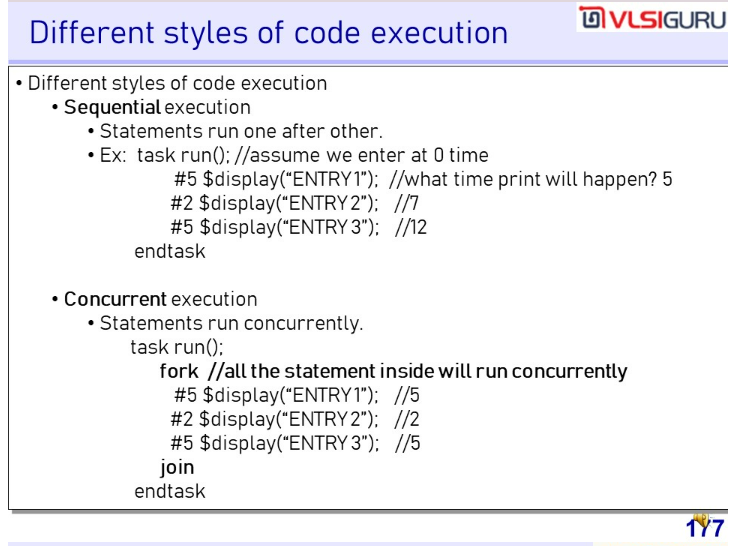 Different styles of code execution
VLSIGURU
• Different styles of code execution
• Sequential execution
• Statements run one after other.
• Ex: task run(); //assume we enter at 0 time
#5 $display(“ENTRY1”); //what time print will happen? 5
#2 $display(“ENTRY2”); //7
#5 $display(“ENTRY3”); //12
endtask
• Concurrent execution
• Statements run concurrently.
task run();
fork //all the statement inside will run concurrently
#5 $display(“ENTRY1”); //5
#2 $display(“ENTRY2”); //2
#5 $display(“ENTRY3”); //5
join
endtask